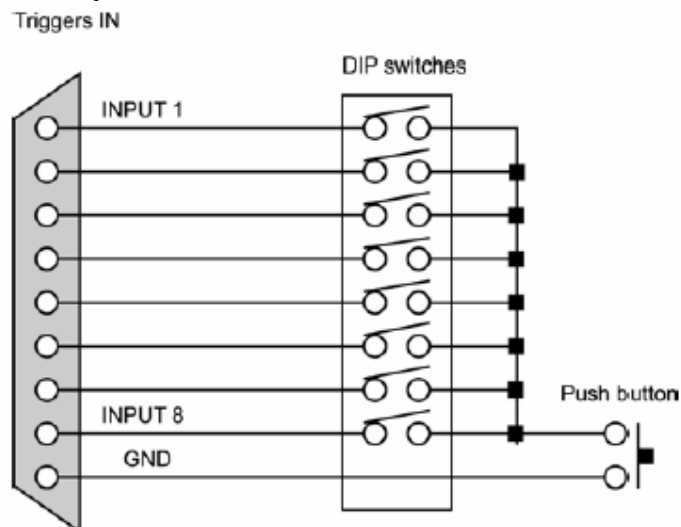 Triggers IN
DIP switches
INPUT 1
Push button
INPUT 8
GND